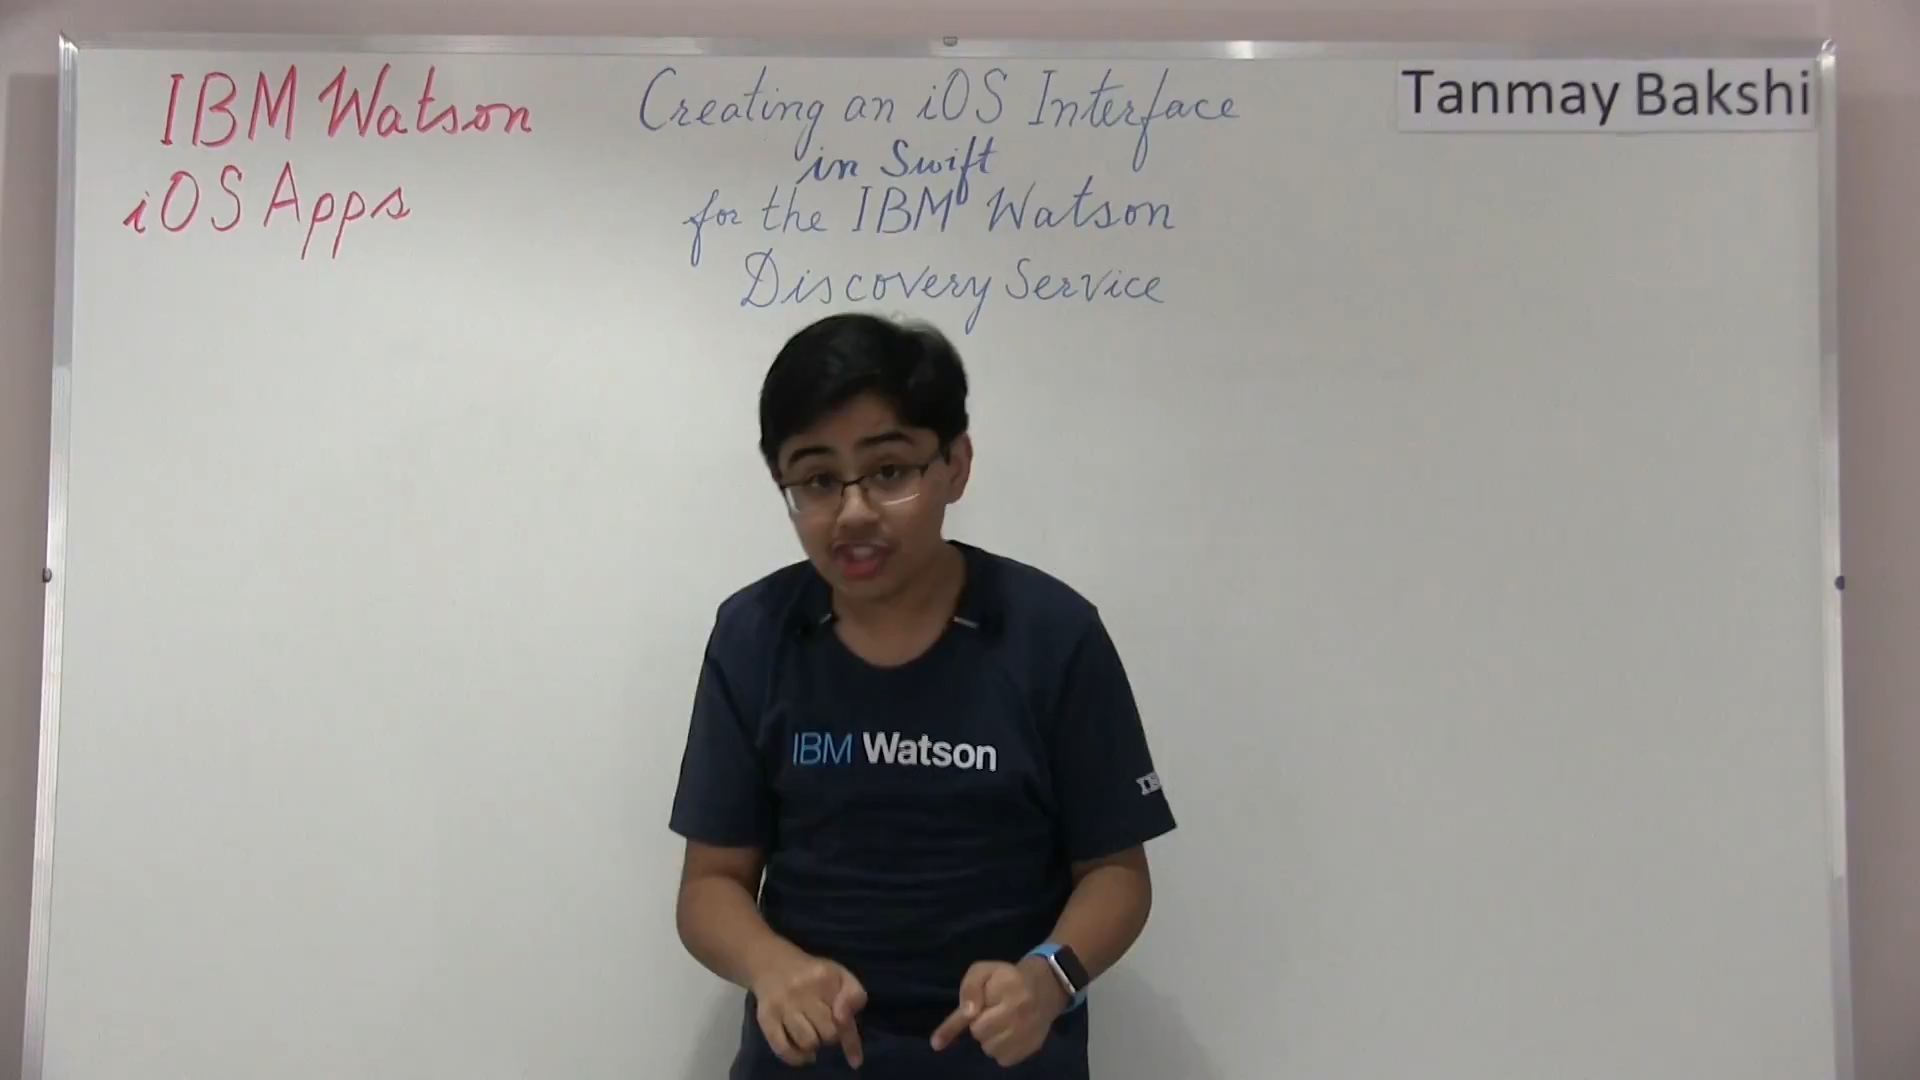 IBM Watson
iOS Apps
Creating an iOS Interface
in Swift
for the IBM Watson
Discovery Service
Tanmay Bakshi
IBM Watson